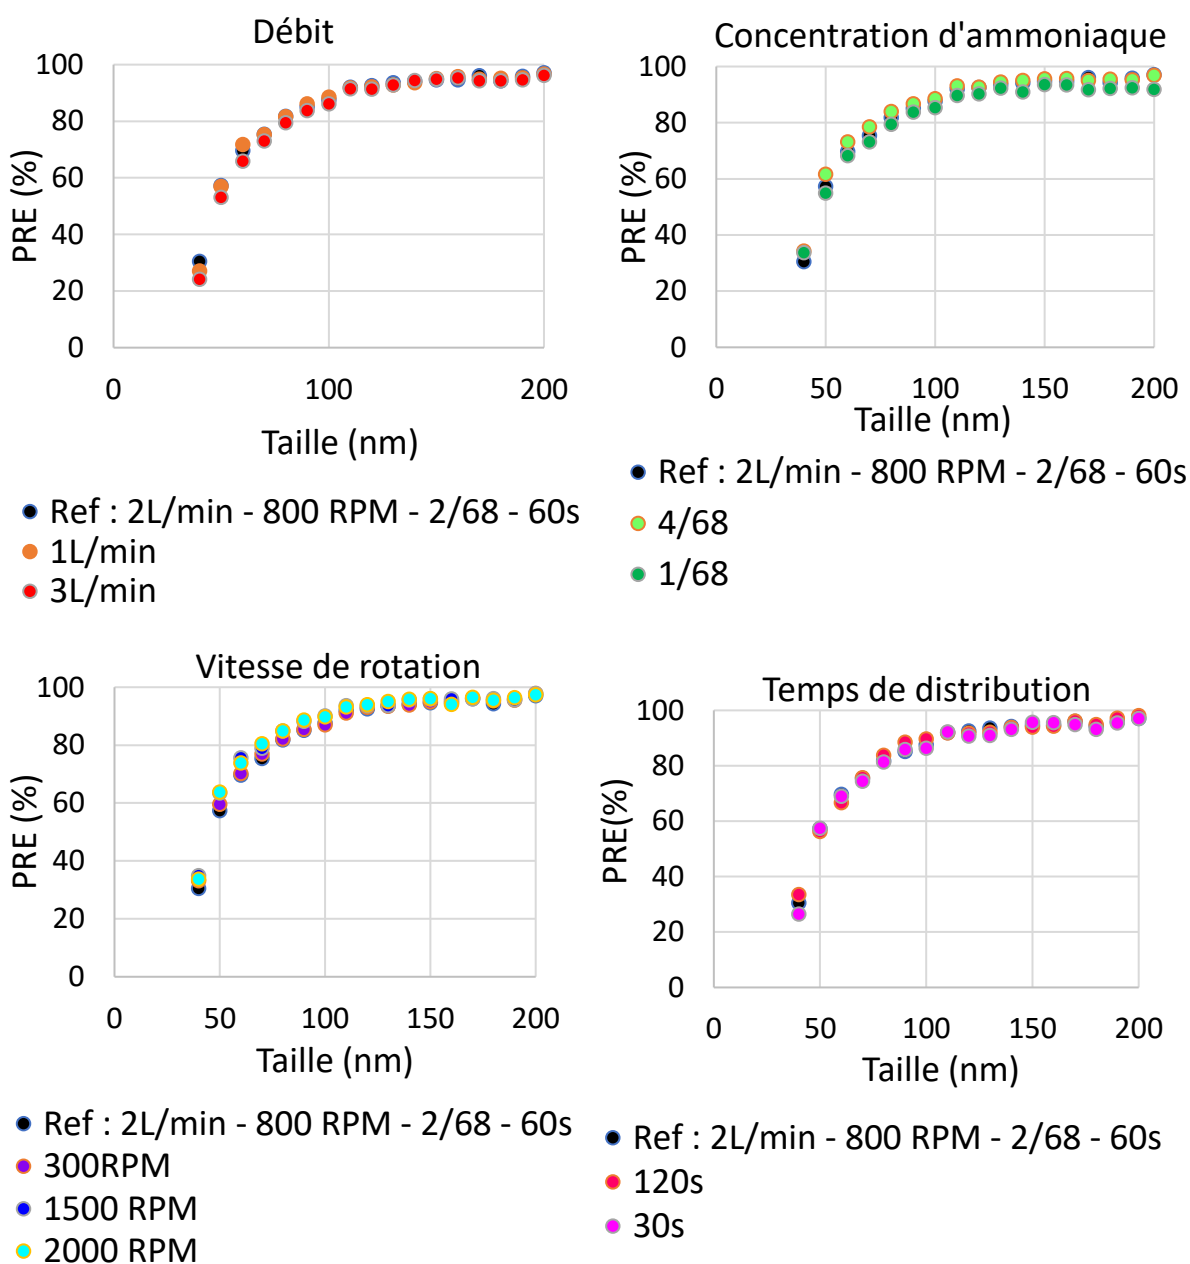 Débit
PRE (%)
100
80
60
40
20
0
0 100 200
Taille (nm)
Ref : 2L/min - 800 RPM - 2/68 - 60s
1L/min
3L/min
Concentration d'ammoniaque
PRE (%)
100
80
60
40
20
0
0 50 100 150 200
Taille (nm)
Ref : 2L/min - 800 RPM - 2/68 - 60s
4/68
1/68
Vitesse de rotation
PRE (%)
100
80
60
40
20
0
0 50 100 150 200
Taille (nm)
Ref : 2L/min - 800 RPM - 2/68 - 60s
300RPM
1500 RPM
2000 RPM
Temps de distribution
PRE(%)
100
80
60
40
20
0
0 50 100 150 200
Taille (nm)
Ref : 2L/min - 800 RPM - 2/68 - 60s
120s
30s